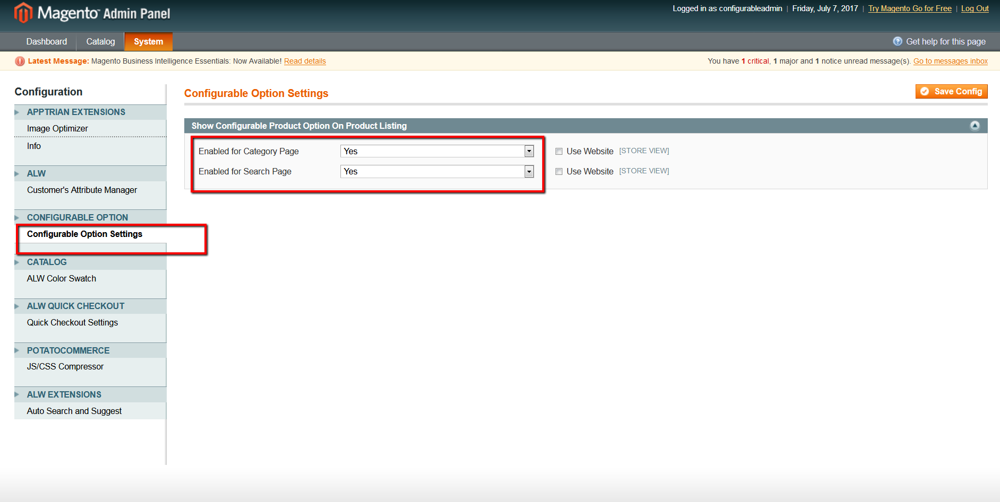 Magento™ Admin Panel
Logged in as configurableadmin | Friday, July 7, 2017 | Try Magento Go for Free | Log Out
Dashboard Catalog System
Get help for this page
Latest Message: Magento Business Intelligence Essentials: Now Available! Read details
You have 1 critical, 1 major and 1 notice unread message(s). Go to messages inbox
Configuration
APPTRIAN EXTENSIONS
Image Optimizer
Info
ALW
Customer's Attribute Manager
CONFIGURABLE OPTION
Configurable Option Settings
CATALOG
ALW Color Swatch
ALW QUICK CHECKOUT
Quick Checkout Settings
POTATOCOMMERCE
JS/CSS Compressor
ALW EXTENSIONS
Auto Search and Suggest
Configurable Option Settings
Save Config
Show Configurable Product Option On Product Listing
Enabled for Category Page Yes Use Website [STORE VIEW]
Enabled for Search Page Yes Use Website [STORE VIEW]